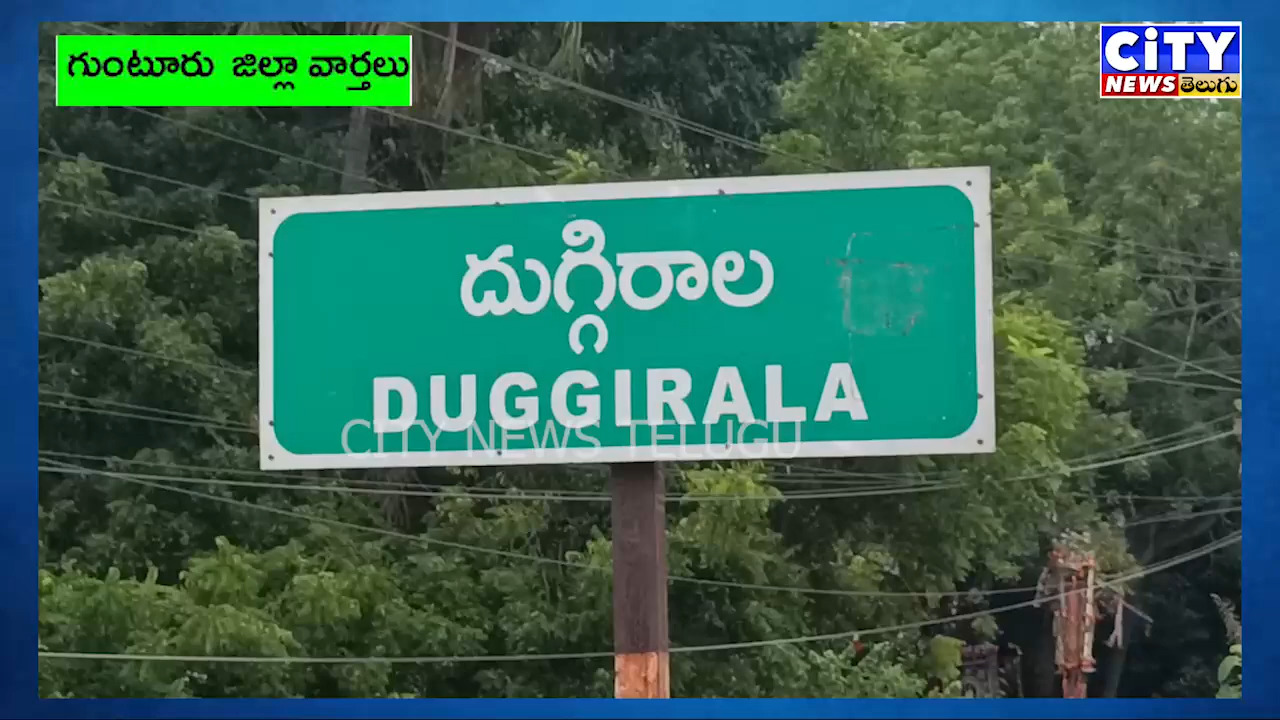 గుంటూరు జిల్లా వార్తలు
CiTY
NEWS తెలుగు
దుగ్గిరాల
DUGGIRALA
CITY NEWS TELUGU